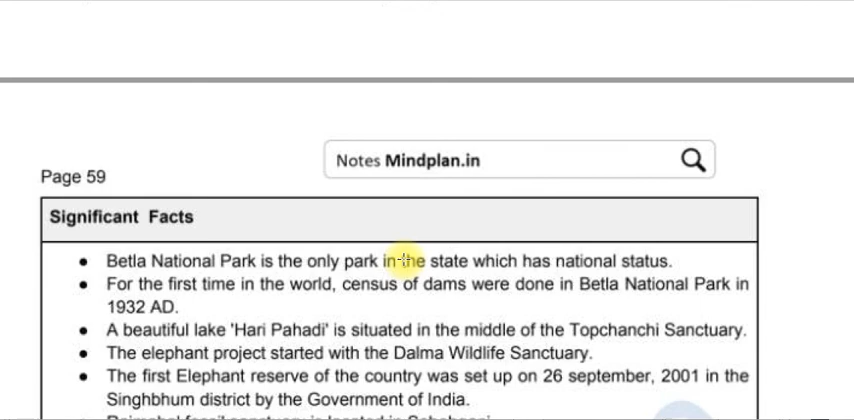 Notes Mindplan.in
Page 59
Significant Facts
• Betla National Park is the only park in the state which has national status.
• For the first time in the world, census of dams were done in Betla National Park in
1932 AD.
• A beautiful lake 'Hari Pahadi' is situated in the middle of the Topchanchi Sanctuary.
• The elephant project started with the Dalma Wildlife Sanctuary.
• The first Elephant reserve of the country was set up on 26 september, 2001 in the
Singhbhum district by the Government of India.